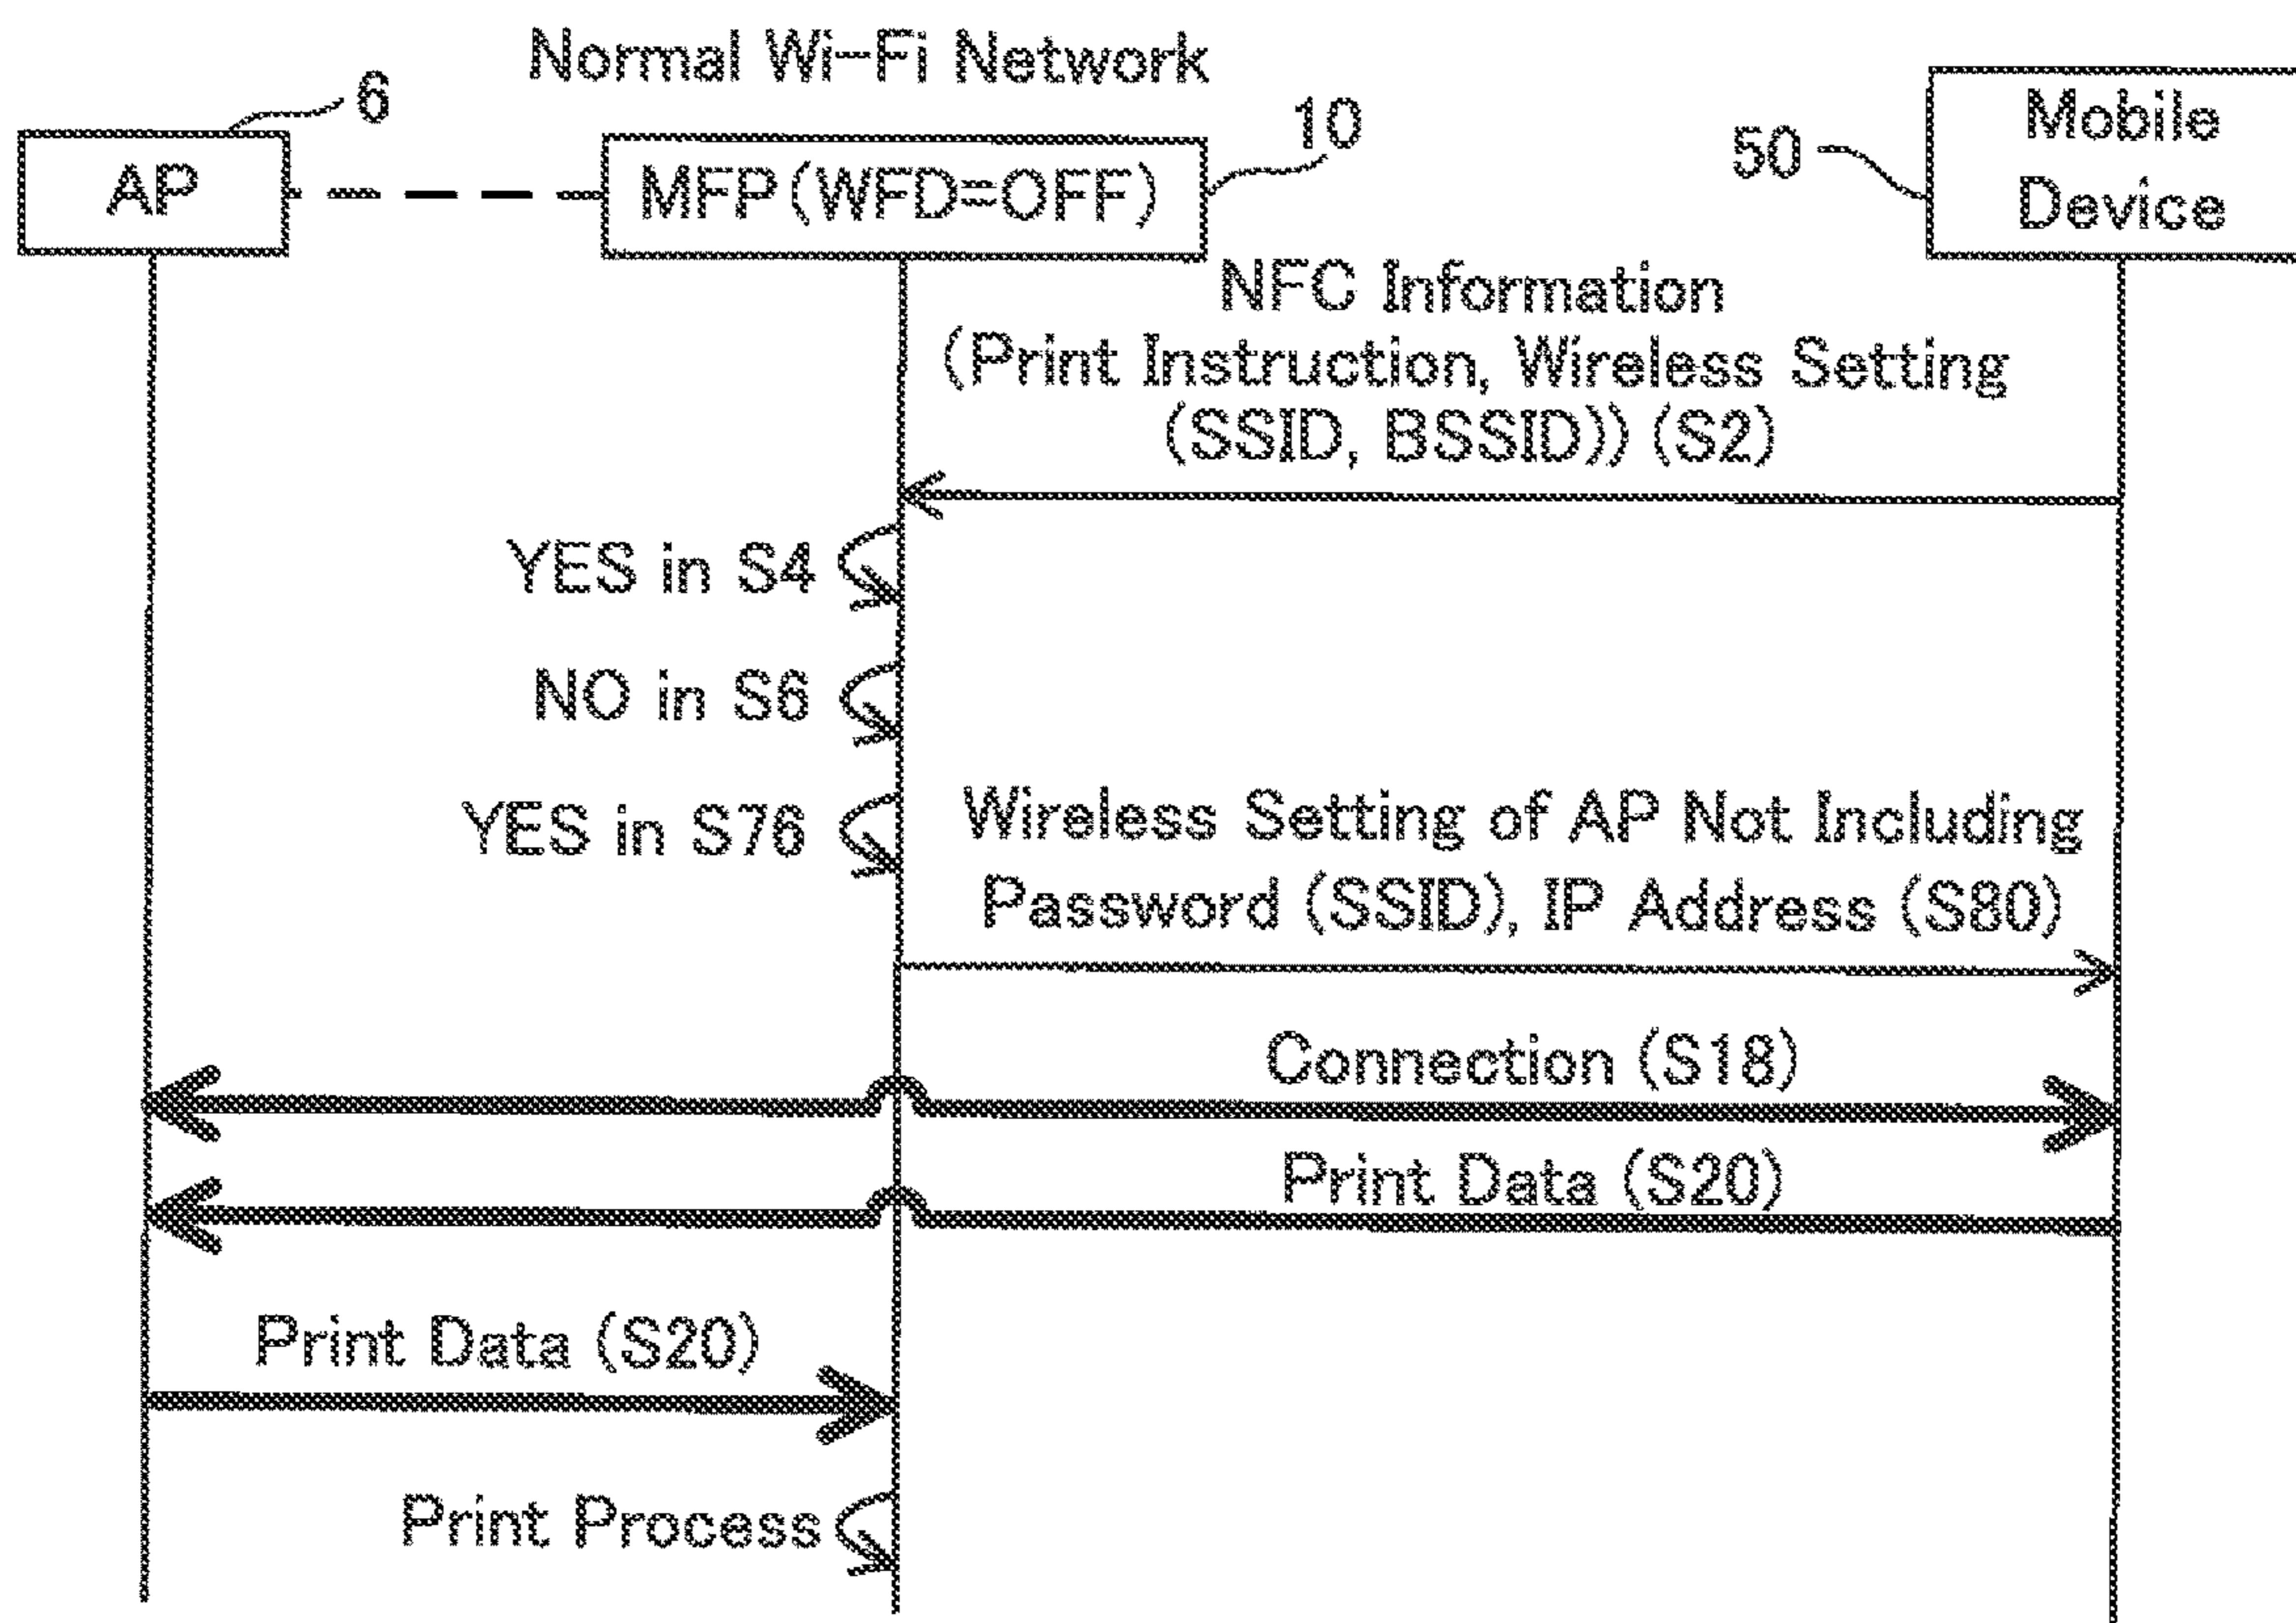 Normal Wi-Fi Network
6
10
AP
MFP(WFD=OFF)
50
Mobile
Device
NFC Information
(Print Instruction, Wireless Setting
(SSID, BSSID)) (S2)
YES in S4
NO in S6
YES in S76
Wireless Setting of AP Not Including
Password (SSID), IP Address (S80)
Connection (S18)
Print Data (S20)
Print Data (S20)
Print Process